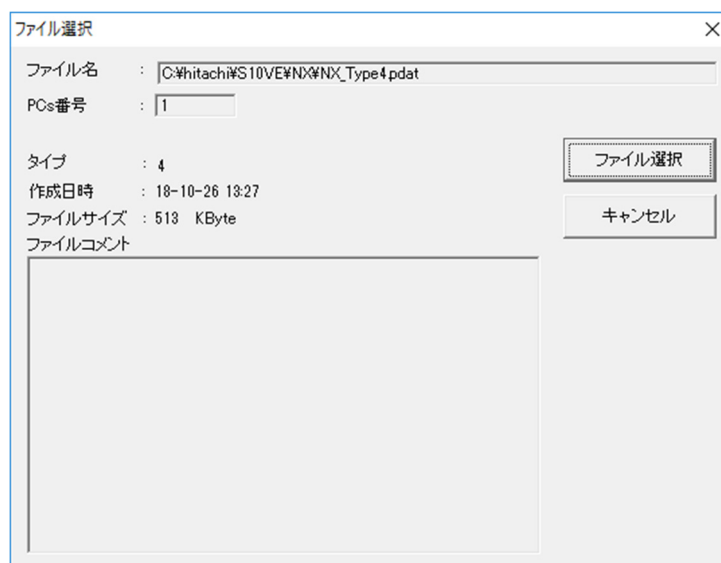 ファイル選択
ファイル名 : C:¥hitachi¥S10VE¥NX¥NX_Type4.pdat
PCs番号 : 1
タイプ : 4
ファイル選択
作成日時 : 18-10-26 13:27
ファイルサイズ : 513 KByte
キャンセル
ファイルコメント